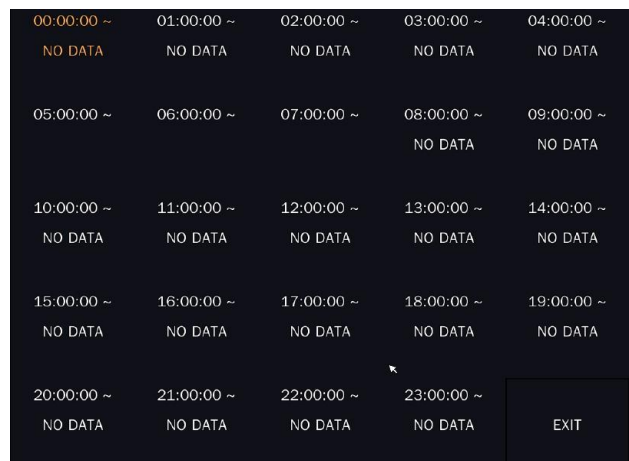 00:00:00 ~ 01:00:00 ~ 02:00:00 ~ 03:00:00 ~ 04:00:00 ~
NO DATA NO DATA NO DATA NO DATA NO DATA
05:00:00 ~ 06:00:00 ~ 07:00:00 ~ 08:00:00 ~ 09:00:00 ~
NO DATA NO DATA
10:00:00 ~ 11:00:00 ~ 12:00:00 ~ 13:00:00 ~ 14:00:00 ~
NO DATA NO DATA NO DATA NO DATA NO DATA
15:00:00 ~ 16:00:00 ~ 17:00:00 ~ 18:00:00 ~ 19:00:00 ~
NO DATA NO DATA NO DATA NO DATA NO DATA
20:00:00 ~ 21:00:00 ~ 22:00:00 ~ 23:00:00 ~
NO DATA NO DATA NO DATA NO DATA EXIT